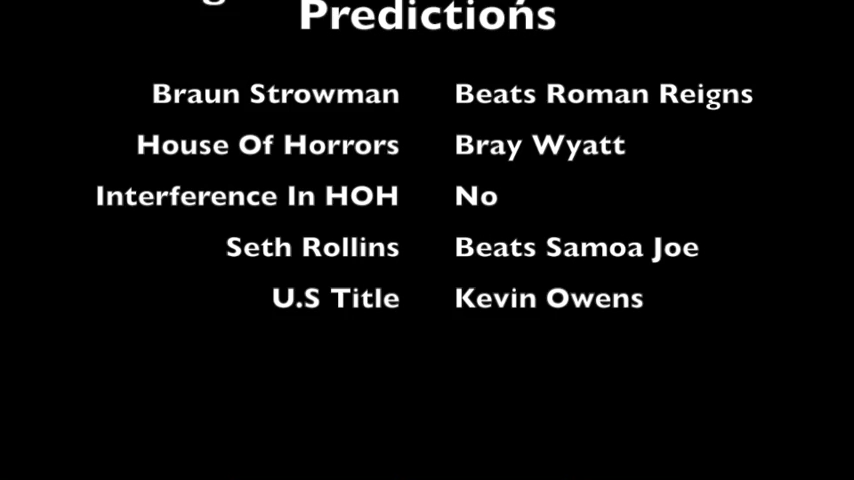 Predictions
Braun Strowman Beats Roman Reigns
House Of Horrors Bray Wyatt
Interference In HOH No
Seth Rollins Beats Samoa Joe
U.S Title Kevin Owens